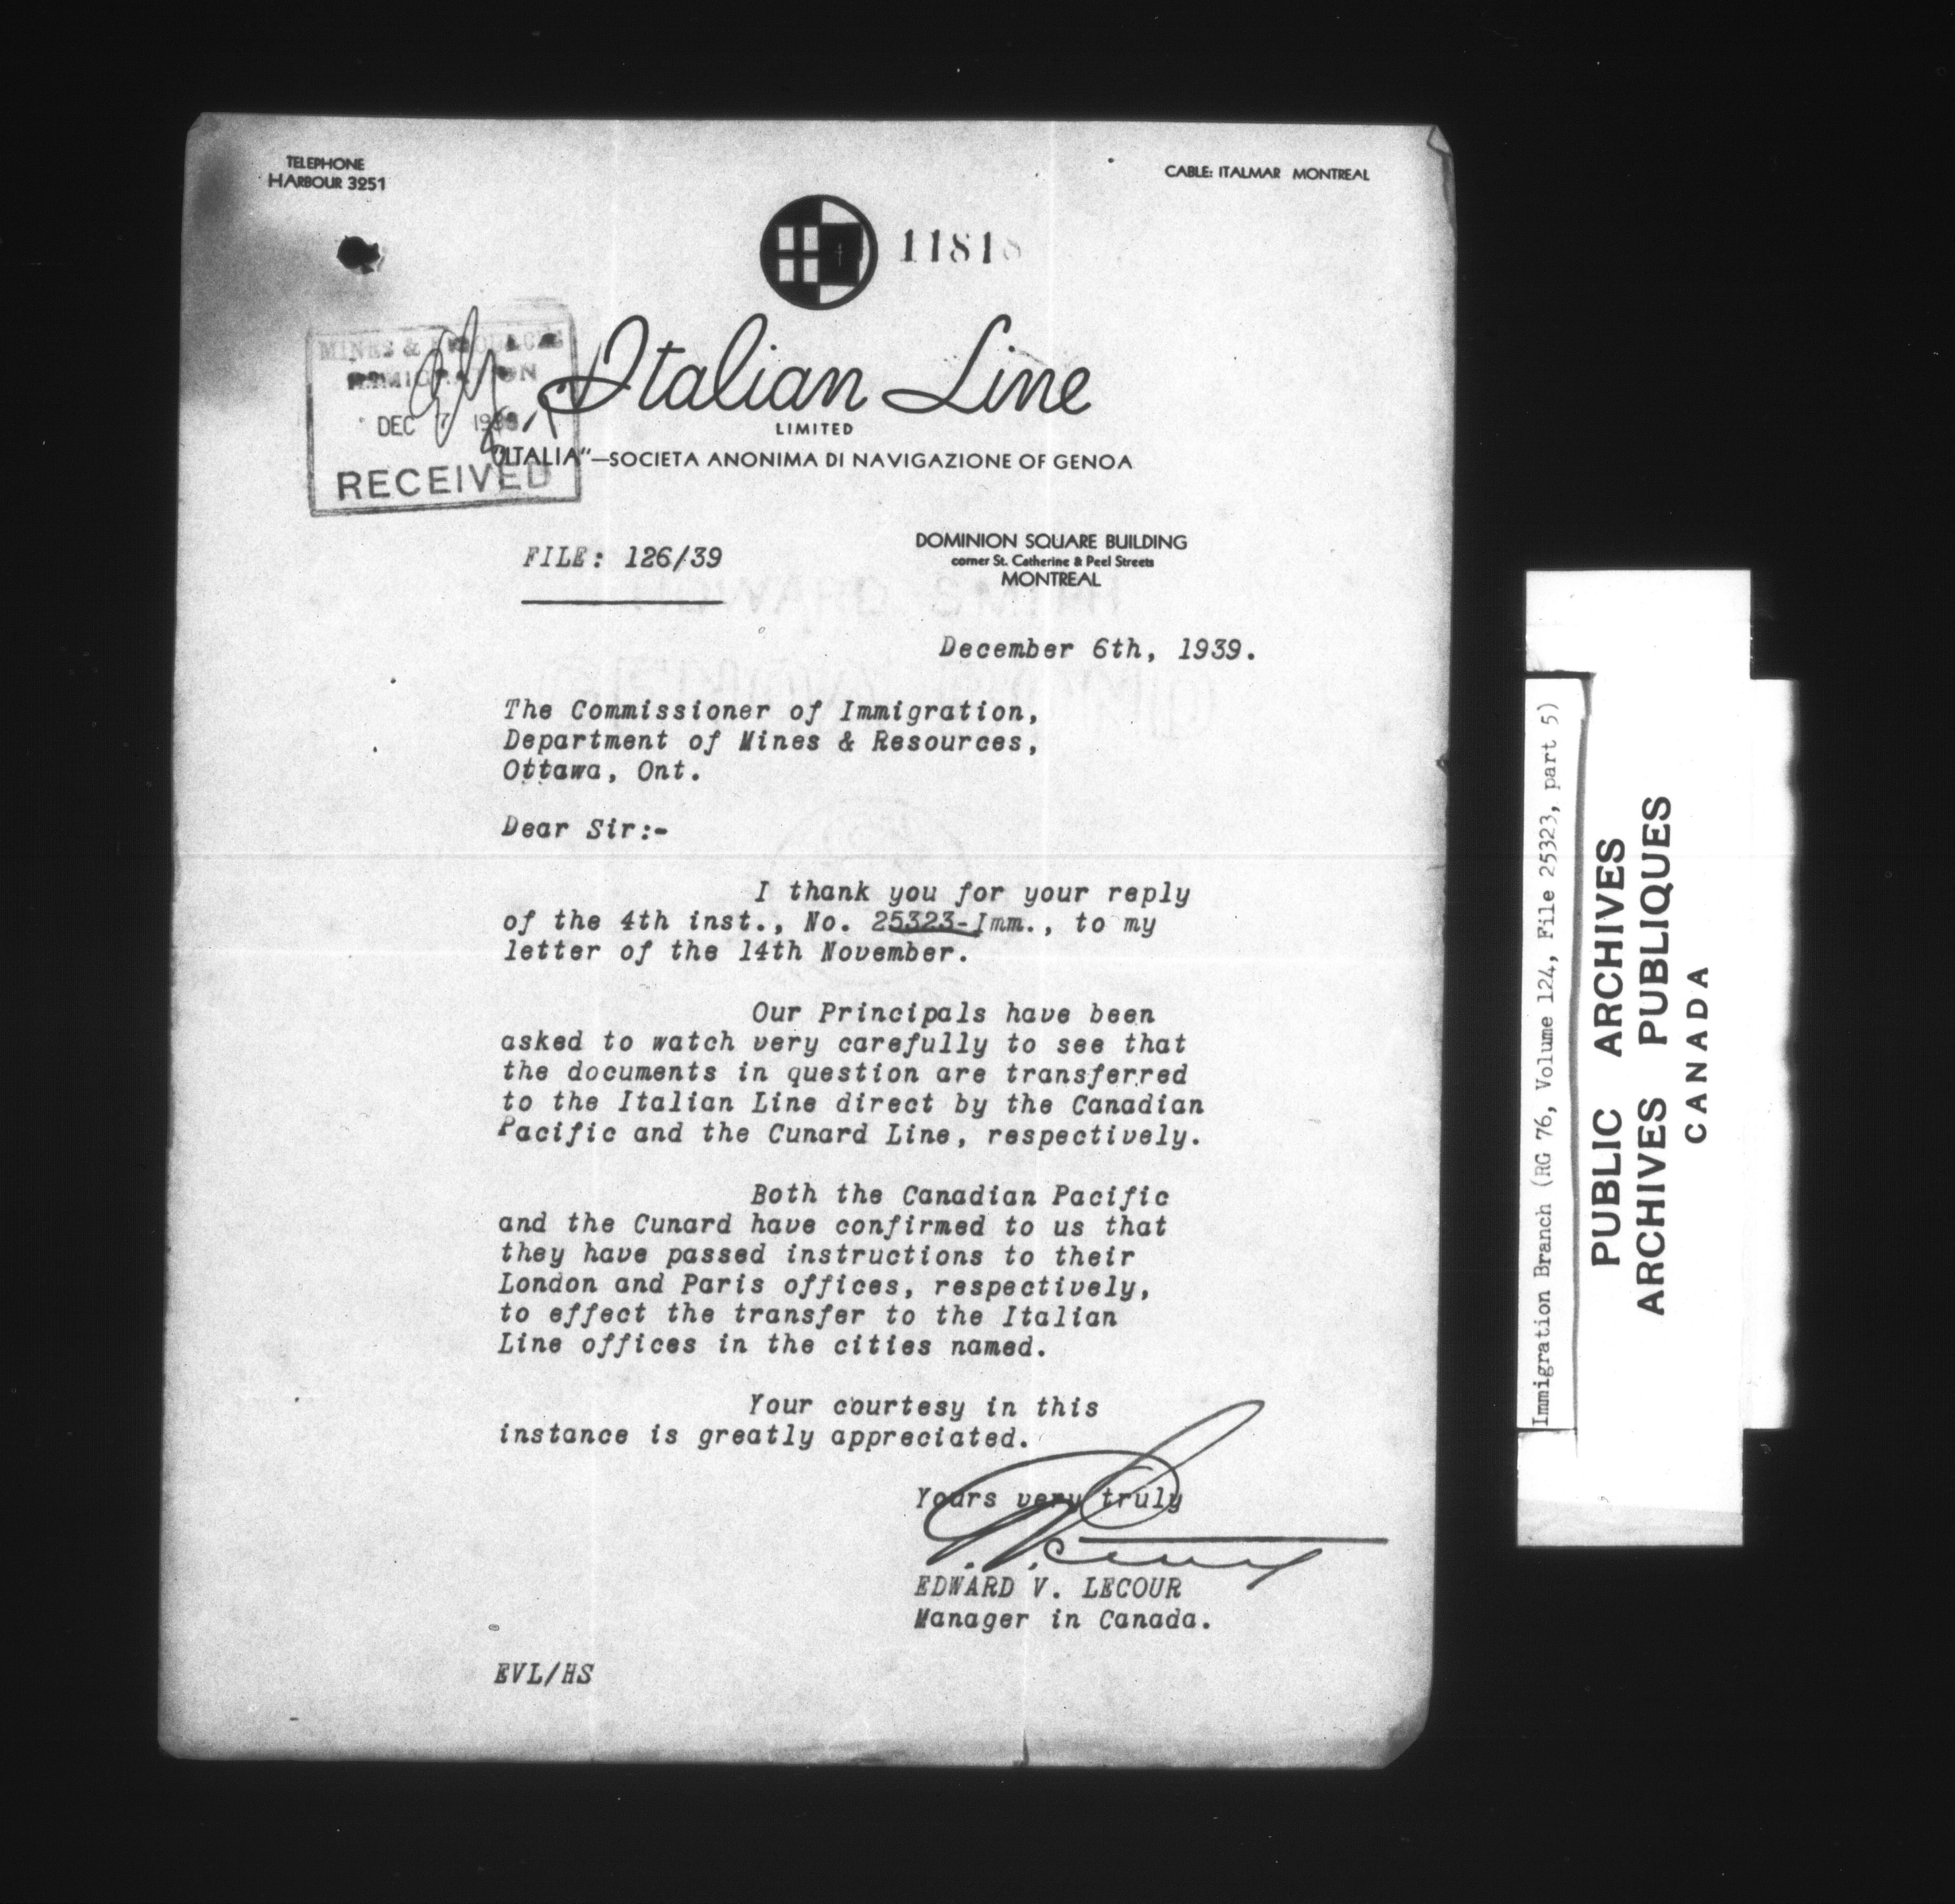 TELEPHONE
HARBOUR 3251
CABLE: ITALMAR MONTREAL
1181
MINES & RESOURCES
IMMIGRATION
DEC 7 1939
RECEIVED
Italian Line
LIMITED
"ITALIA"—SOCIETA ANONIMA DI NAVIGAZIONE OF GENOA
FILE: 126/39
DOMINION SQUARE BUILDING
corner St. Catherine & Peel Streets
MONTREAL
December 6th, 1939.
The Commissioner of Immigration,
Department of Mines & Resources,
Ottawa, Ont.
Dear Sir:-
I thank you for your reply
of the 4th inst., No. 25323-Imm., to my
letter of the 14th November.
Our Principals have been
asked to watch very carefully to see that
the documents in question are transferred
to the Italian Line direct by the Canadian
Pacific and the Cunard Line, respectively.
Both the Canadian Pacific
and the Cunard have confirmed to us that
they have passed instructions to their
London and Paris offices, respectively,
to effect the transfer to the Italian
Line offices in the cities named.
Your courtesy in this
instance is greatly appreciated.
Yours very truly
EDWARD V. LECOUR
Manager in Canada.
EVL/HS
Immigration Branch (RG 76, Volume 124, File 25323, part 5)
PUBLIC ARCHIVES
ARCHIVES PUBLIQUES
CANADA